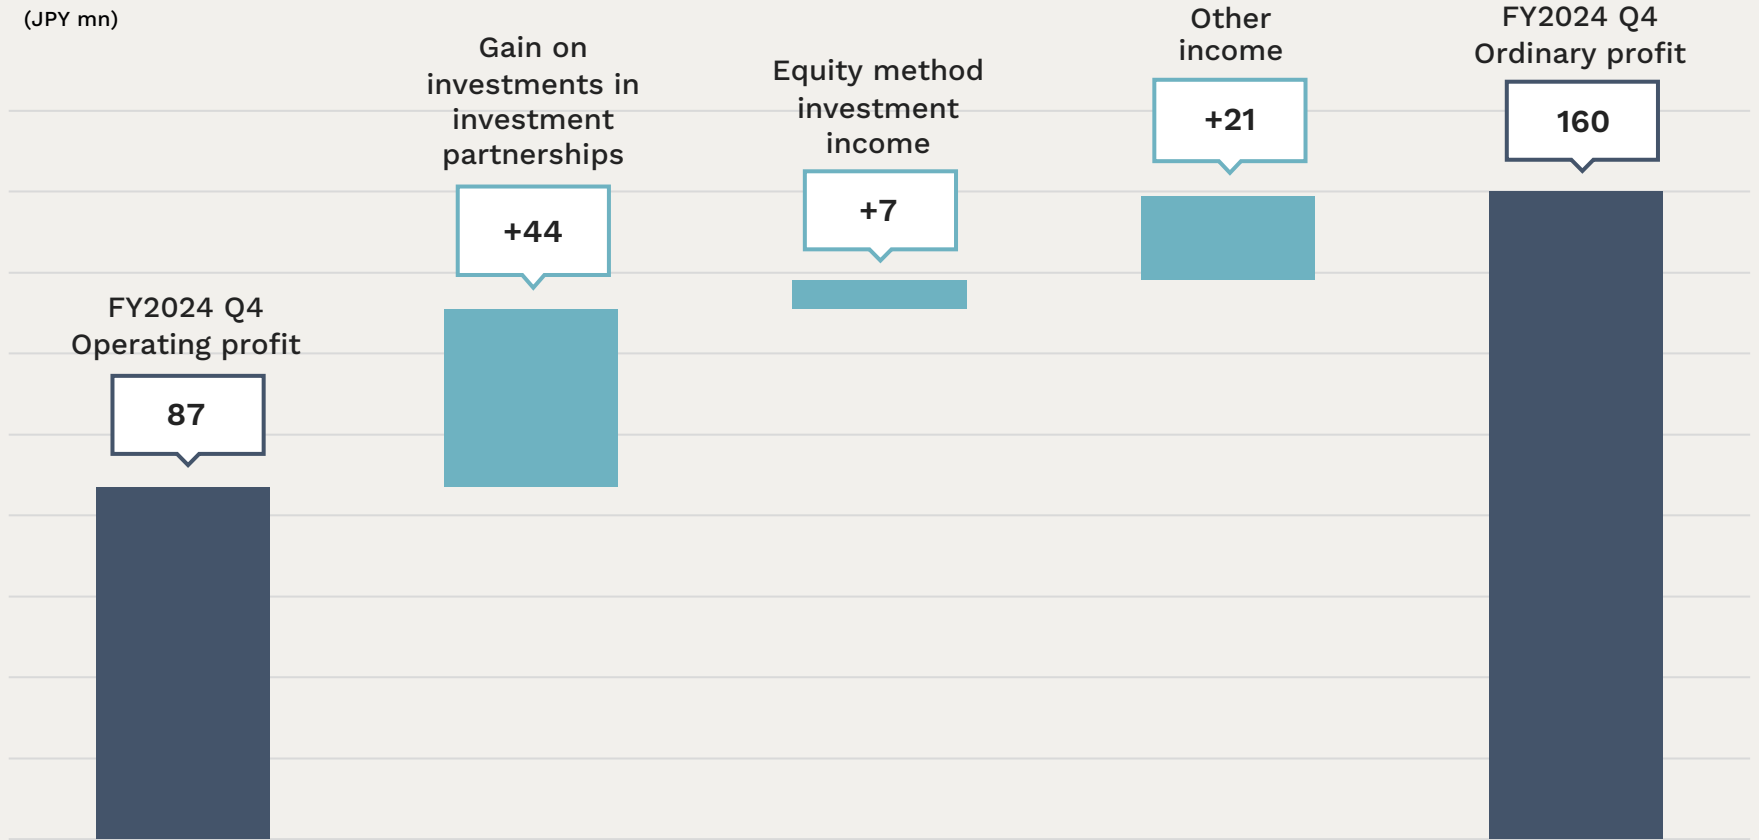 (JPY mn)
FY2024 Q4
Operating profit
87
Gain on
investments in
investment
partnerships
+44
Equity method
investment
income
+7
Other
income
+21
FY2024 Q4
Ordinary profit
160